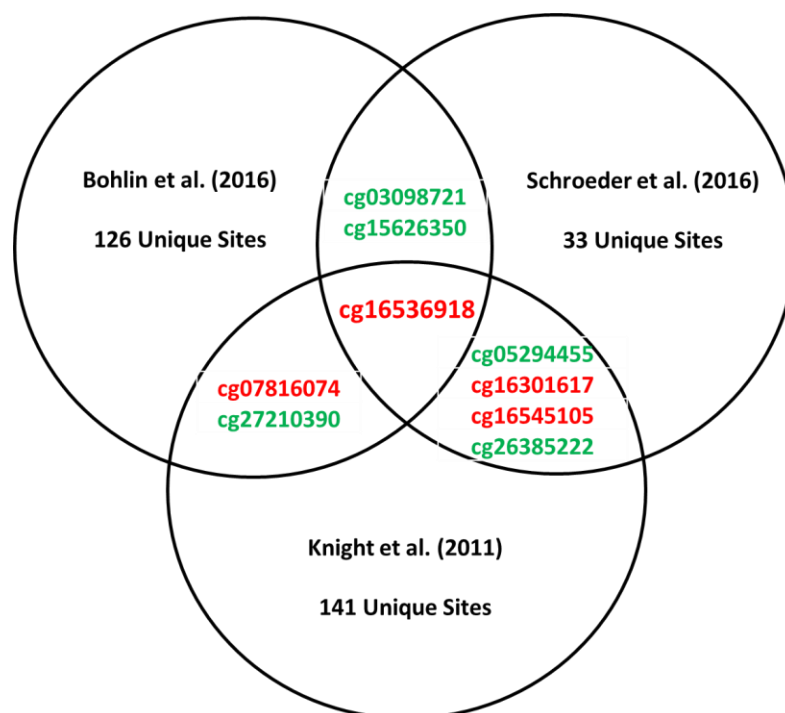 Bohlin et al. (2016)
126 Unique Sites
cg03098721
cg15626350
Schroeder et al. (2016)
33 Unique Sites
cg16536918
cg07816074
cg27210390
cg05294455
cg16301617
cg16545105
cg26385222
Knight et al. (2011)
141 Unique Sites